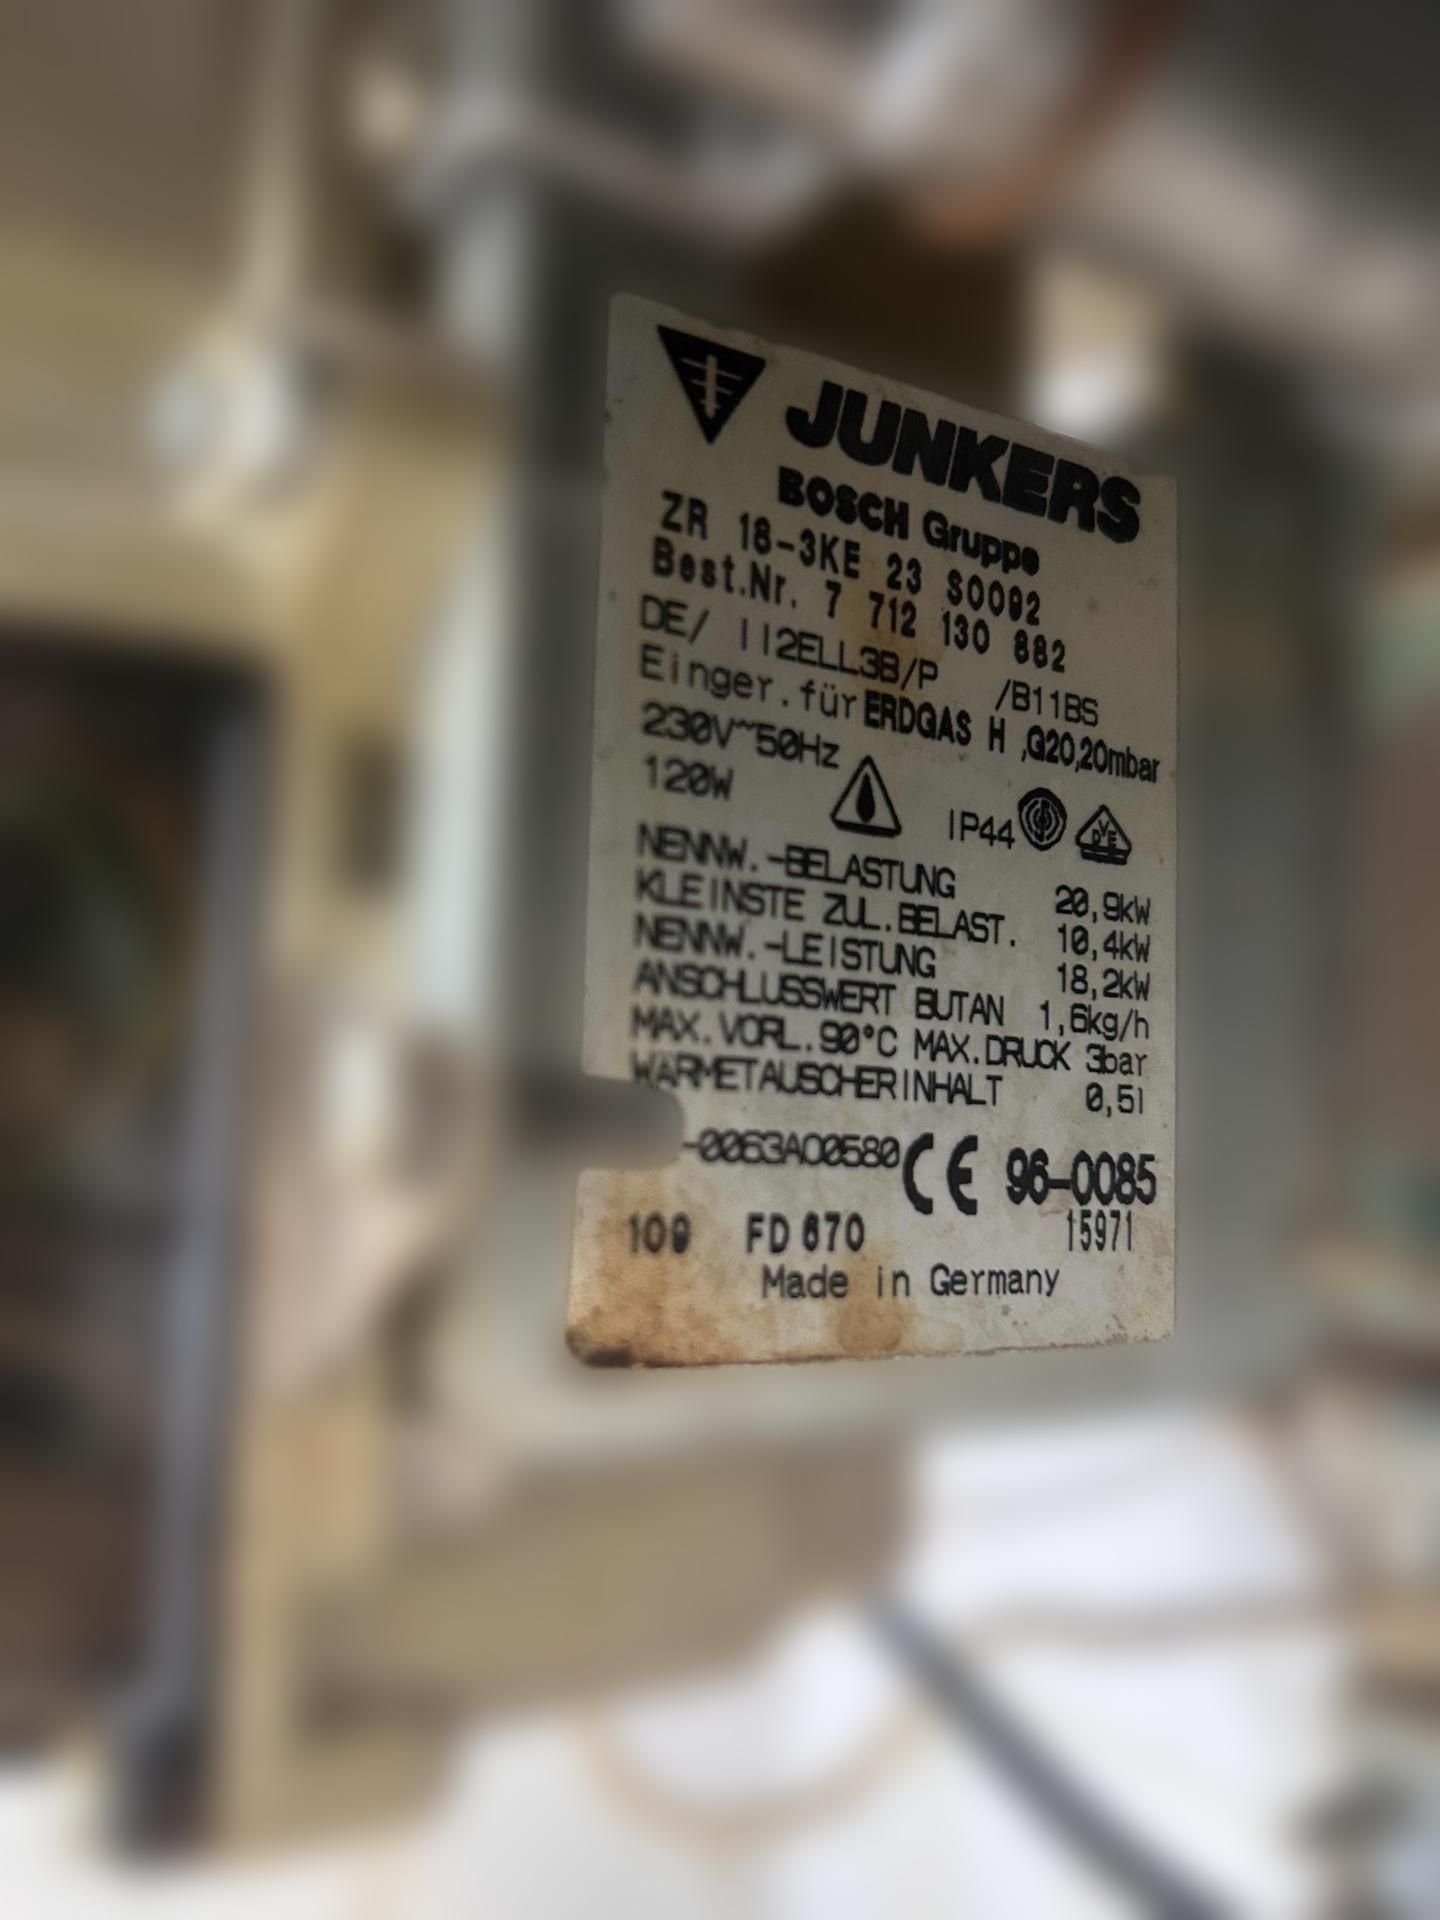 JUNKERS
BOSCH Gruppe
ZR 18-3KE 23 S0092
Best.Nr. 7 712 130 882
DE/ II2ELL3B/P /B11BS
Einger.für ERDGAS H ,G20,20mbar
230V~50Hz
120W
IP44
DVE
NENNW.-BELASTUNG 20,9kW
KLEINSTE ZUL.BELAST. 10,4kW
NENNW.-LEISTUNG 18,2kW
ANSCHLUSSWERT BUTAN 1,6kg/h
MAX.VORL.90°C MAX.DRUCK 3bar
WÄRMETAUSCHERINHALT 0,5l
-0063AO0580 CE 96-0085
109 FD 670 15971
Made in Germany